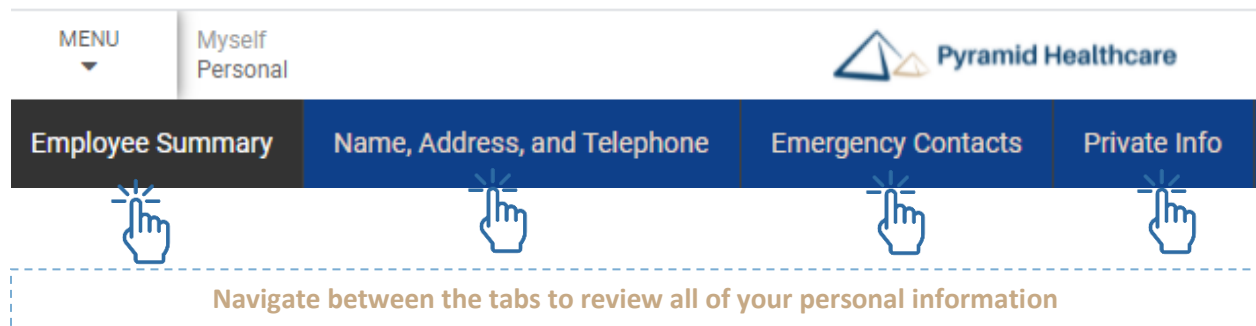 MENU
Myself
Personal
Pyramid Healthcare
Employee Summary
Name, Address, and Telephone
Emergency Contacts
Private Info
Navigate between the tabs to review all of your personal information